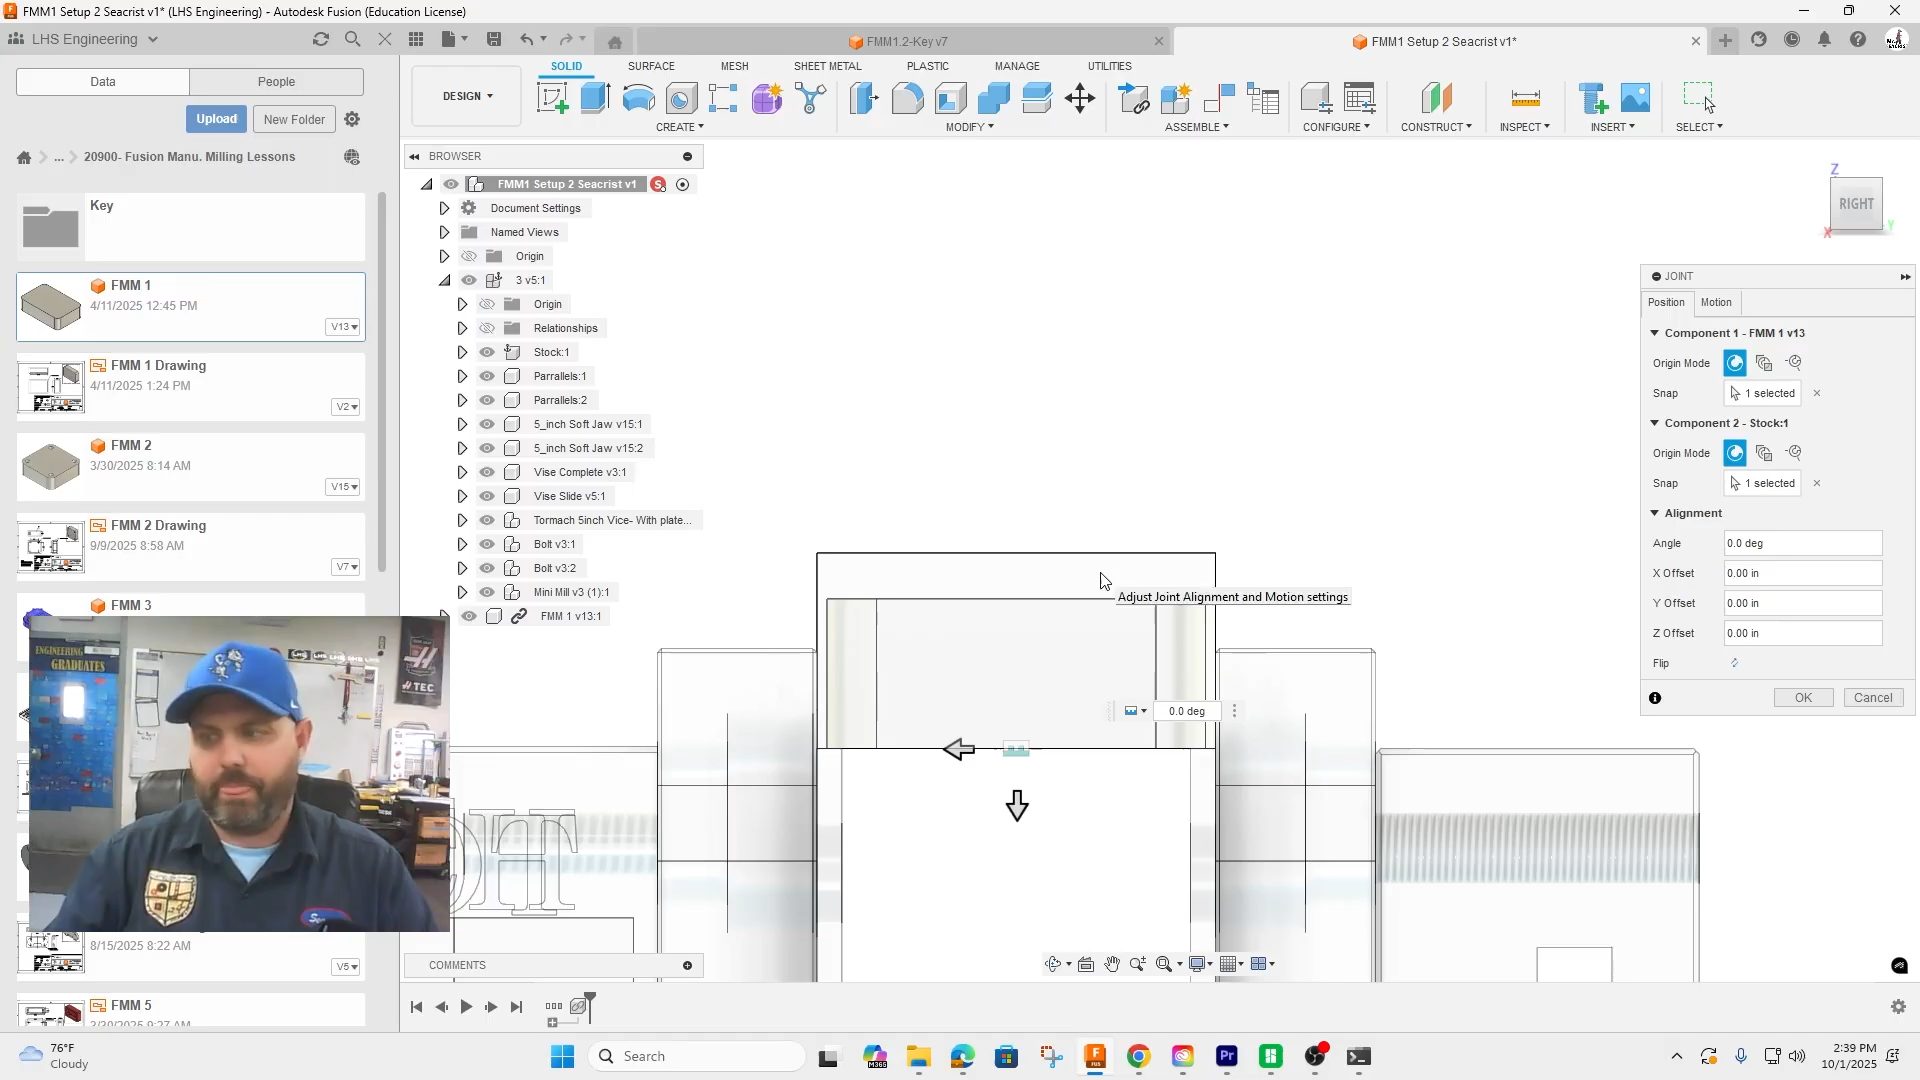 FMM1 Setup 2 Seacrist v1* (LHS Engineering) - Autodesk Fusion (Education License)
LHS Engineering
FMM1.2-Key v7
FMM1 Setup 2 Seacrist v1*
Data
People
Upload
New Folder
... 20900- Fusion Manu. Milling Lessons
Key
FMM 1
4/11/2025 12:45 PM
V13
FMM 1 Drawing
4/11/2025 1:24 PM
V2
FMM 2
3/30/2025 8:14 AM
V15
FMM 2 Drawing
9/9/2025 8:58 AM
V7
FMM 3
8/15/2025 8:22 AM
V5
FMM 5
3/30/2025 9:27 AM
DESIGN
SOLID
SURFACE
MESH
SHEET METAL
PLASTIC
MANAGE
UTILITIES
CREATE
MODIFY
ASSEMBLE
CONFIGURE
CONSTRUCT
INSPECT
INSERT
SELECT
BROWSER
FMM1 Setup 2 Seacrist v1
Document Settings
Named Views
Origin
3 v5:1
Origin
Relationships
Stock:1
Parrallels:1
Parrallels:2
5_inch Soft Jaw v15:1
5_inch Soft Jaw v15:2
Vise Complete v3:1
Vise Slide v5:1
Tormach 5inch Vice- With plate...
Bolt v3:1
Bolt v3:2
Mini Mill v3 (1):1
FMM 1 v13:1
Z
RIGHT
X
Y
JOINT
Position
Motion
Component 1 - FMM 1 v13
Origin Mode
Snap
1 selected
Component 2 - Stock:1
Origin Mode
Snap
1 selected
Alignment
Angle
0.0 deg
X Offset
0.00 in
Y Offset
0.00 in
Z Offset
0.00 in
Flip
OK
Cancel
Adjust Joint Alignment and Motion settings
0.0 deg
ENGINEERING
GRADUATES
TEC
COMMENTS
76°F
Cloudy
Search
2:39 PM
10/1/2025